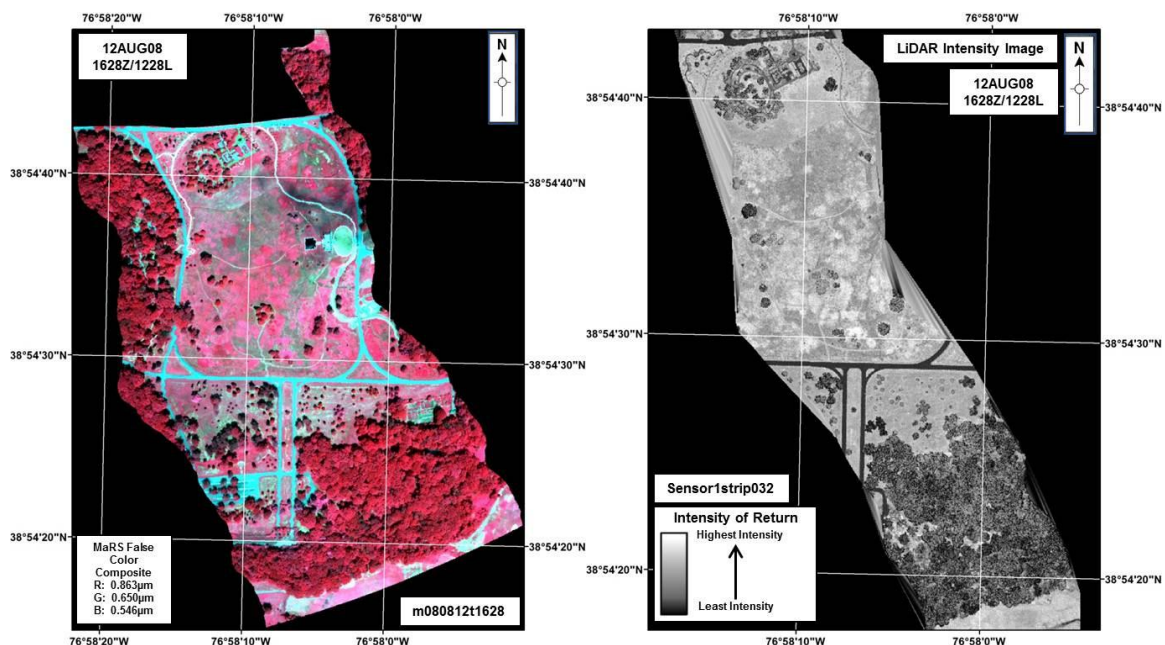 76°58'20"W 76°58'10"W 76°58'0"W
12AUG08
1628Z/1228L
N
38°54'40"N
38°54'40"N
38°54'30"N
38°54'30"N
38°54'20"N
38°54'20"N
MaRS False
Color
Composite
R: 0.863µm
G: 0.650µm
B: 0.546µm
m080812t1628
76°58'20"W 76°58'10"W 76°58'0"W
76°58'10"W 76°58'0"W
LiDAR Intensity Image
N
12AUG08
1628Z/1228L
38°54'40"N
38°54'40"N
38°54'30"N
38°54'30"N
Sensor1strip032
Intensity of Return
Highest Intensity
Least Intensity
38°54'20"N
38°54'20"N
76°58'10"W 76°58'0"W